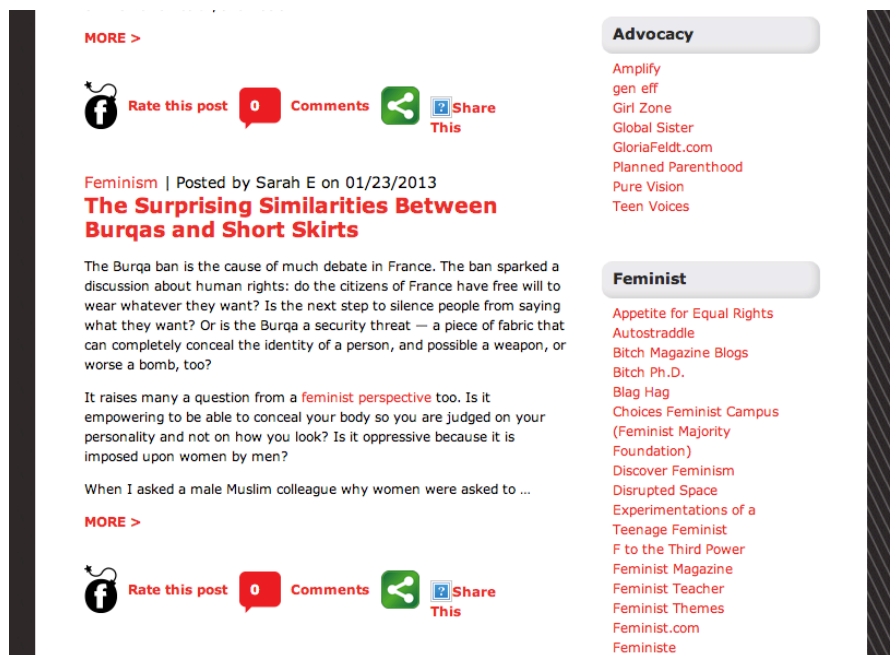 MORE >
Rate this post 0 Comments Share
This
Feminism | Posted by Sarah E on 01/23/2013
The Surprising Similarities Between
Burqas and Short Skirts
The Burqa ban is the cause of much debate in France. The ban sparked a
discussion about human rights: do the citizens of France have free will to
wear whatever they want? Is the next step to silence people from saying
what they want? Or is the Burqa a security threat — a piece of fabric that
can completely conceal the identity of a person, and possible a weapon, or
worse a bomb, too?
It raises many a question from a feminist perspective too. Is it
empowering to be able to conceal your body so you are judged on your
personality and not on how you look? Is it oppressive because it is
imposed upon women by men?
When I asked a male Muslim colleague why women were asked to ...
MORE >
Rate this post 0 Comments Share
This
Advocacy
Amplify
gen eff
Girl Zone
Global Sister
GloriaFeldt.com
Planned Parenthood
Pure Vision
Teen Voices
Feminist
Appetite for Equal Rights
Autostraddle
Bitch Magazine Blogs
Bitch Ph.D.
Blag Hag
Choices Feminist Campus
(Feminist Majority
Foundation)
Discover Feminism
Disrupted Space
Experimentations of a
Teenage Feminist
F to the Third Power
Feminist Magazine
Feminist Teacher
Feminist Themes
Feminist.com
Feministe